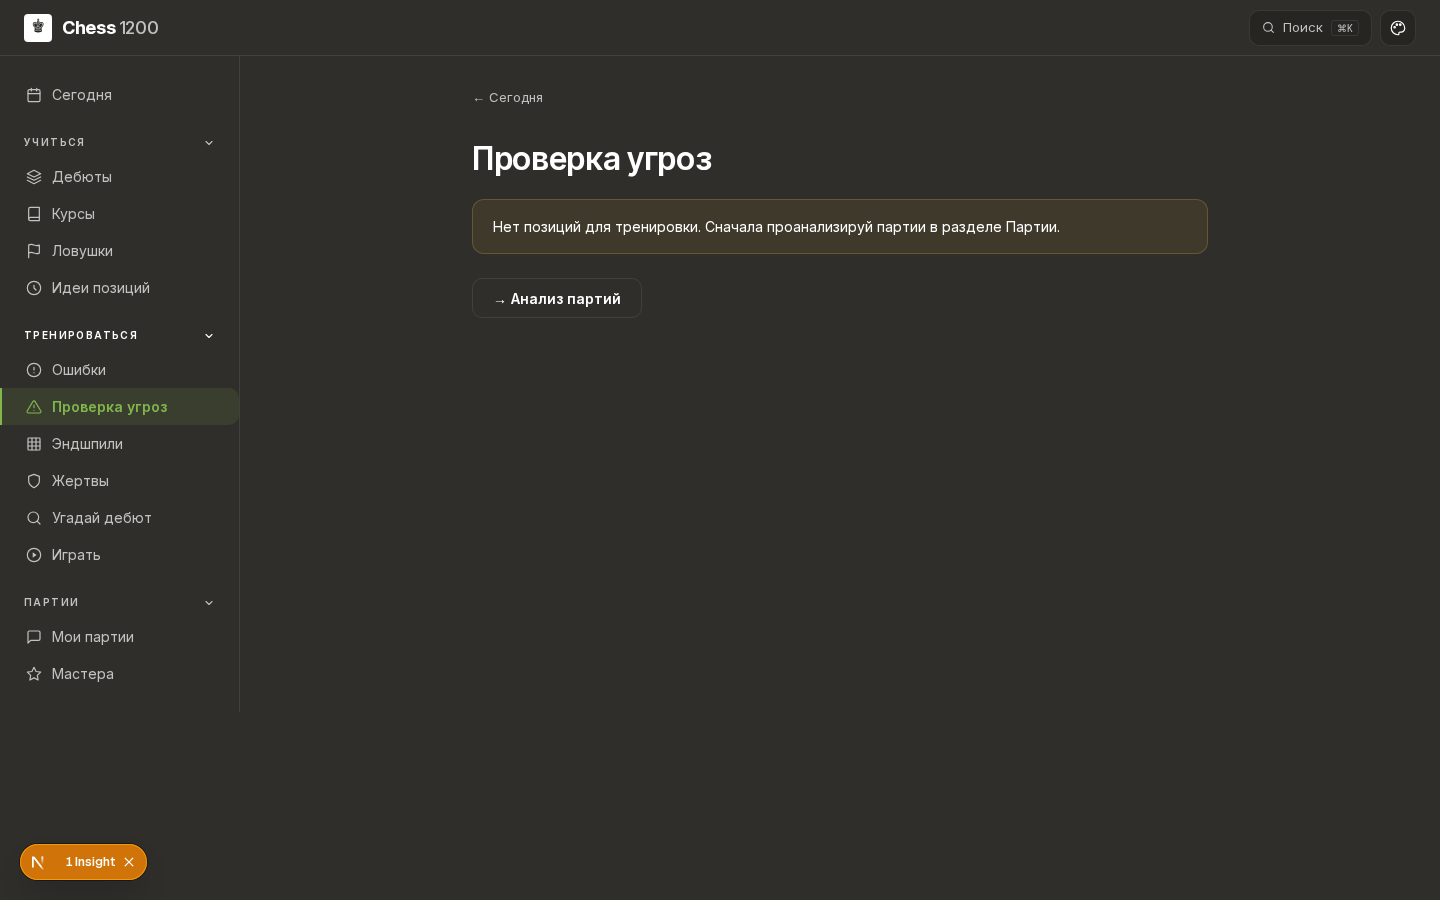 Chess 1200
Поиск ⌘K
Сегодня
УЧИТЬСЯ
Дебюты
Курсы
Ловушки
Идеи позиций
ТРЕНИРОВАТЬСЯ
Ошибки
Проверка угроз
Эндшпили
Жертвы
Угадай дебют
Играть
ПАРТИИ
Мои партии
Мастера
← Сегодня
Проверка угроз
Нет позиций для тренировки. Сначала проанализируй партии в разделе Партии.
→ Анализ партий
N 1 Insight